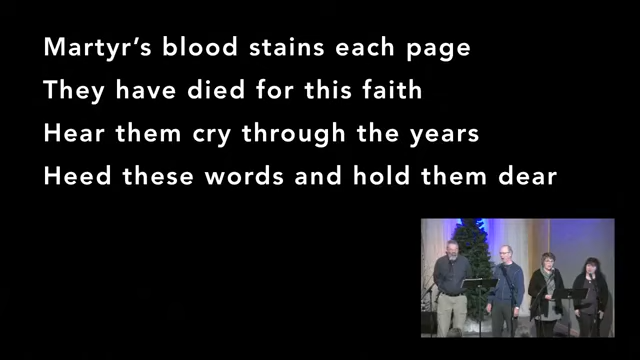 Martyr's blood stains each page
They have died for this faith
Hear them cry through the years
Heed these words and hold them dear